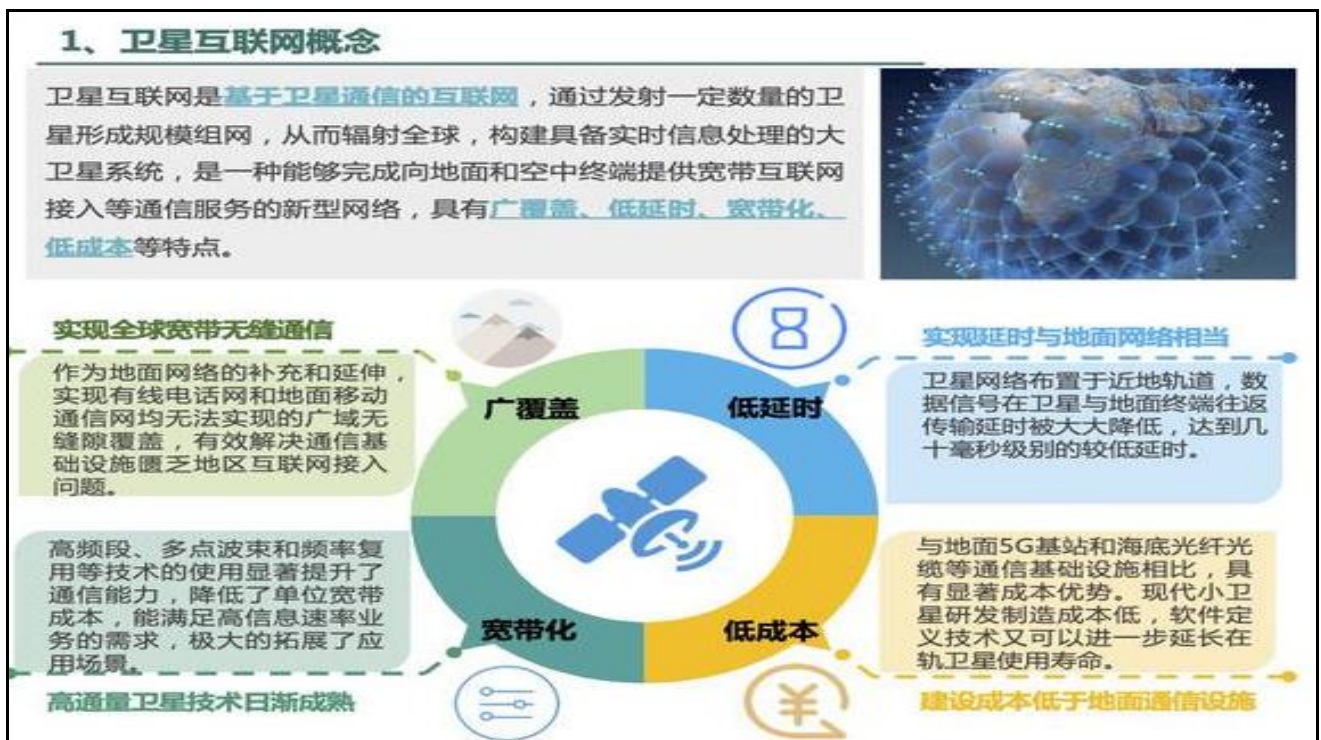 1、卫星互联网概念
卫星互联网是基于卫星通信的互联网，通过发射一定数量的卫
星形成规模组网，从而辐射全球，构建具备实时信息处理的大
卫星系统，是一种能够完成向地面和空中终端提供宽带互联网
接入等通信服务的新型网络，具有广覆盖、低延时、宽带化、
低成本等特点。
实现全球宽带无缝通信
作为地面网络的补充和延伸，
实现有线电话网和地面移动
通信网均无法实现的广域无
缝隙覆盖，有效解决通信基
础设施匮乏地区互联网接入
问题。
广覆盖
低延时
实现延时与地面网络相当
卫星网络布置于近地轨道，数
据信号在卫星与地面终端往返
传输延时被大大降低，达到几
十毫秒级别的较低延时。
高频段、多点波束和频率复
用等技术的使用显著提升了
通信能力，降低了单位宽带
成本，能满足高信息速率业
务的需求，极大的拓展了应
用场景。
高通量卫星技术日渐成熟
宽带化
低成本
与地面5G基站和海底光纤光
缆等通信基础设施相比，具
有显著成本优势。现代小卫
星研发制造成本低，软件定
义技术又可以进一步延长在
轨卫星使用寿命。
建设成本低于地面通信设施